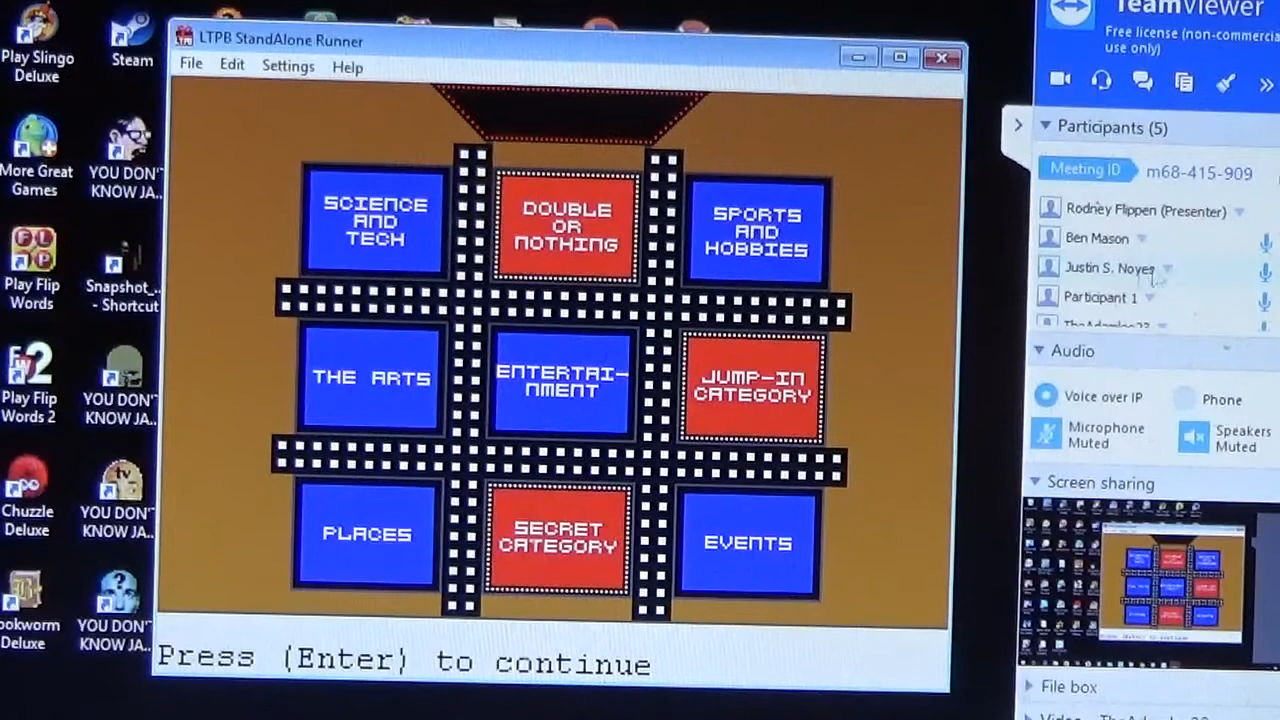 Play Slingo
Deluxe
Steam
More Great
Games
YOU DON'T
KNOW JA..
Play Flip
Words
Snapshot_...
- Shortcut
Play Flip
Words 2
YOU DON'T
KNOW JA..
Chuzzle
Deluxe
YOU DON'T
KNOW JA..
ookworm
Deluxe
YOU DON'T
KNOW JA..
LTPB StandAlone Runner
File Edit Settings Help
SCIENCE
AND
TECH
DOUBLE
OR
NOTHING
SPORTS
AND
HOBBIES
THE ARTS
ENTERTAI-
NMENT
JUMP-IN
CATEGORY
PLACES
SECRET
CATEGORY
EVENTS
Press (Enter) to continue
TeamViewer
Free license (non-commercia
use only)
Participants (5)
Meeting ID m68-415-909
Rodney Flippen (Presenter)
Ben Mason
Justin S. Noyes
Participant 1
Audio
Voice over IP
Phone
Microphone
Muted
Speakers
Muted
Screen sharing
File box